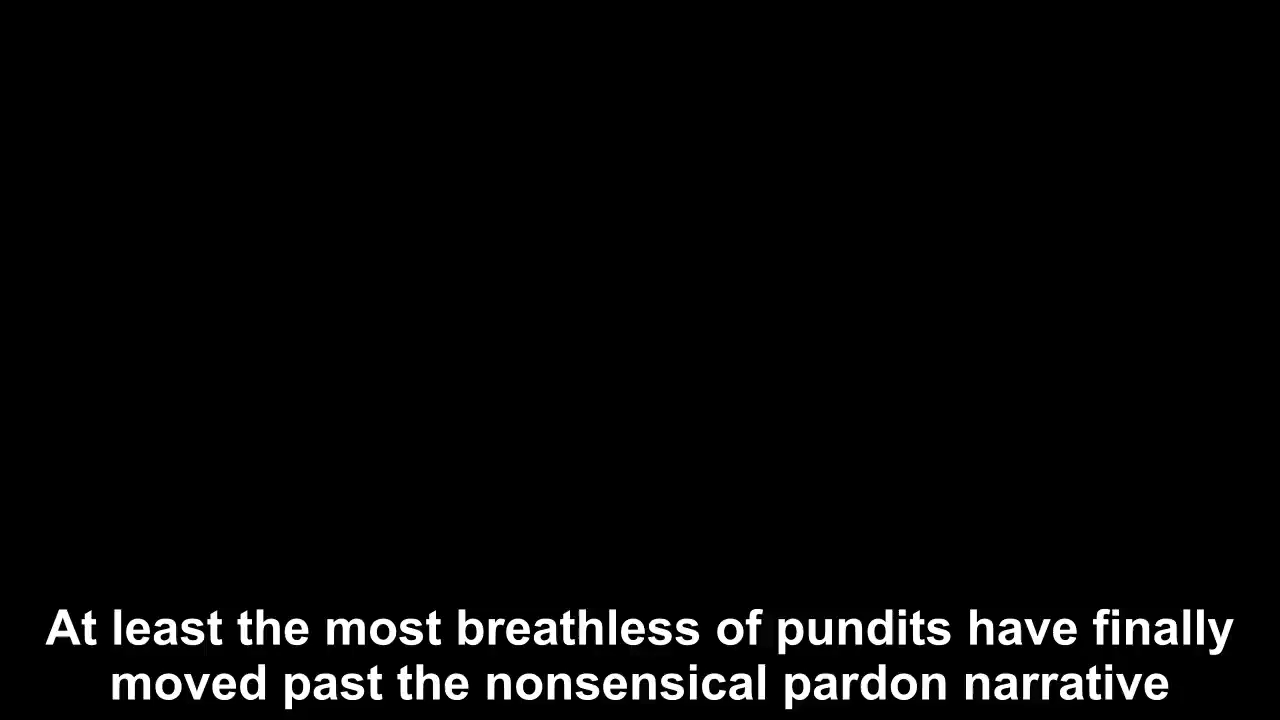 At least the most breathless of pundits have finally
moved past the nonsensical pardon narrative